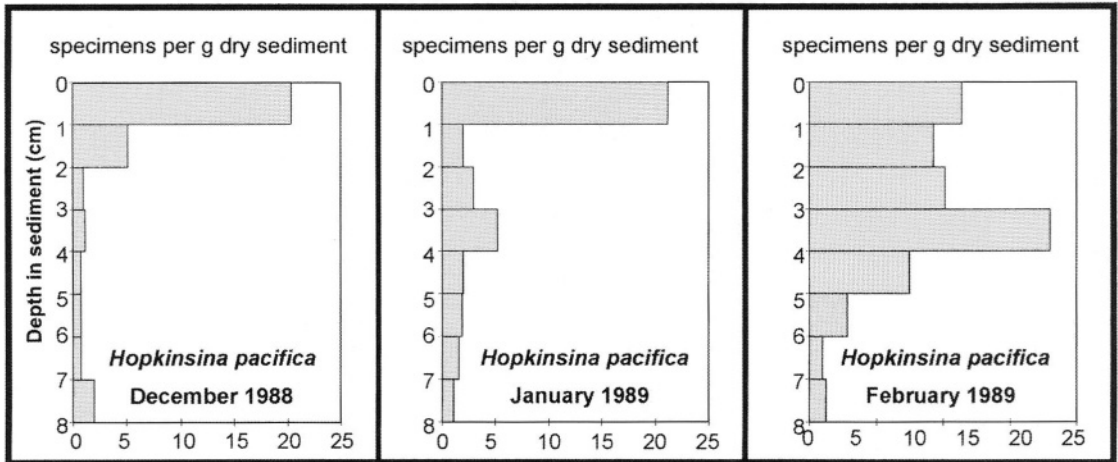 specimens per g dry sediment
0
1
2
3
4
5
6
7
8
Depth in sediment (cm)
Hopkinsina pacifica
December 1988
0 5 10 15 20 25
specimens per g dry sediment
0
1
2
3
4
5
6
7
8
Hopkinsina pacifica
January 1989
0 5 10 15 20 25
specimens per g dry sediment
0
1
2
3
4
5
6
7
8
Hopkinsina pacifica
February 1989
0 5 10 15 20 25